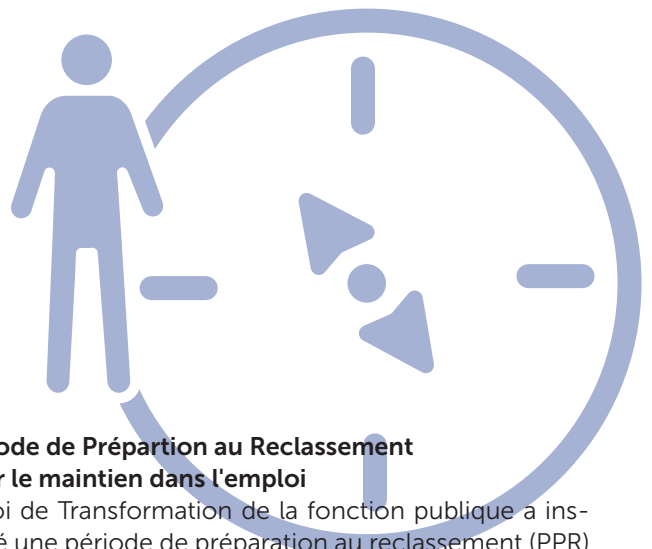 ode de Prépartion au Reclassement
r le maintien dans l'emploi
oi de Transformation de la fonction publique a ins-
é une période de préparation au reclassement (PPR)